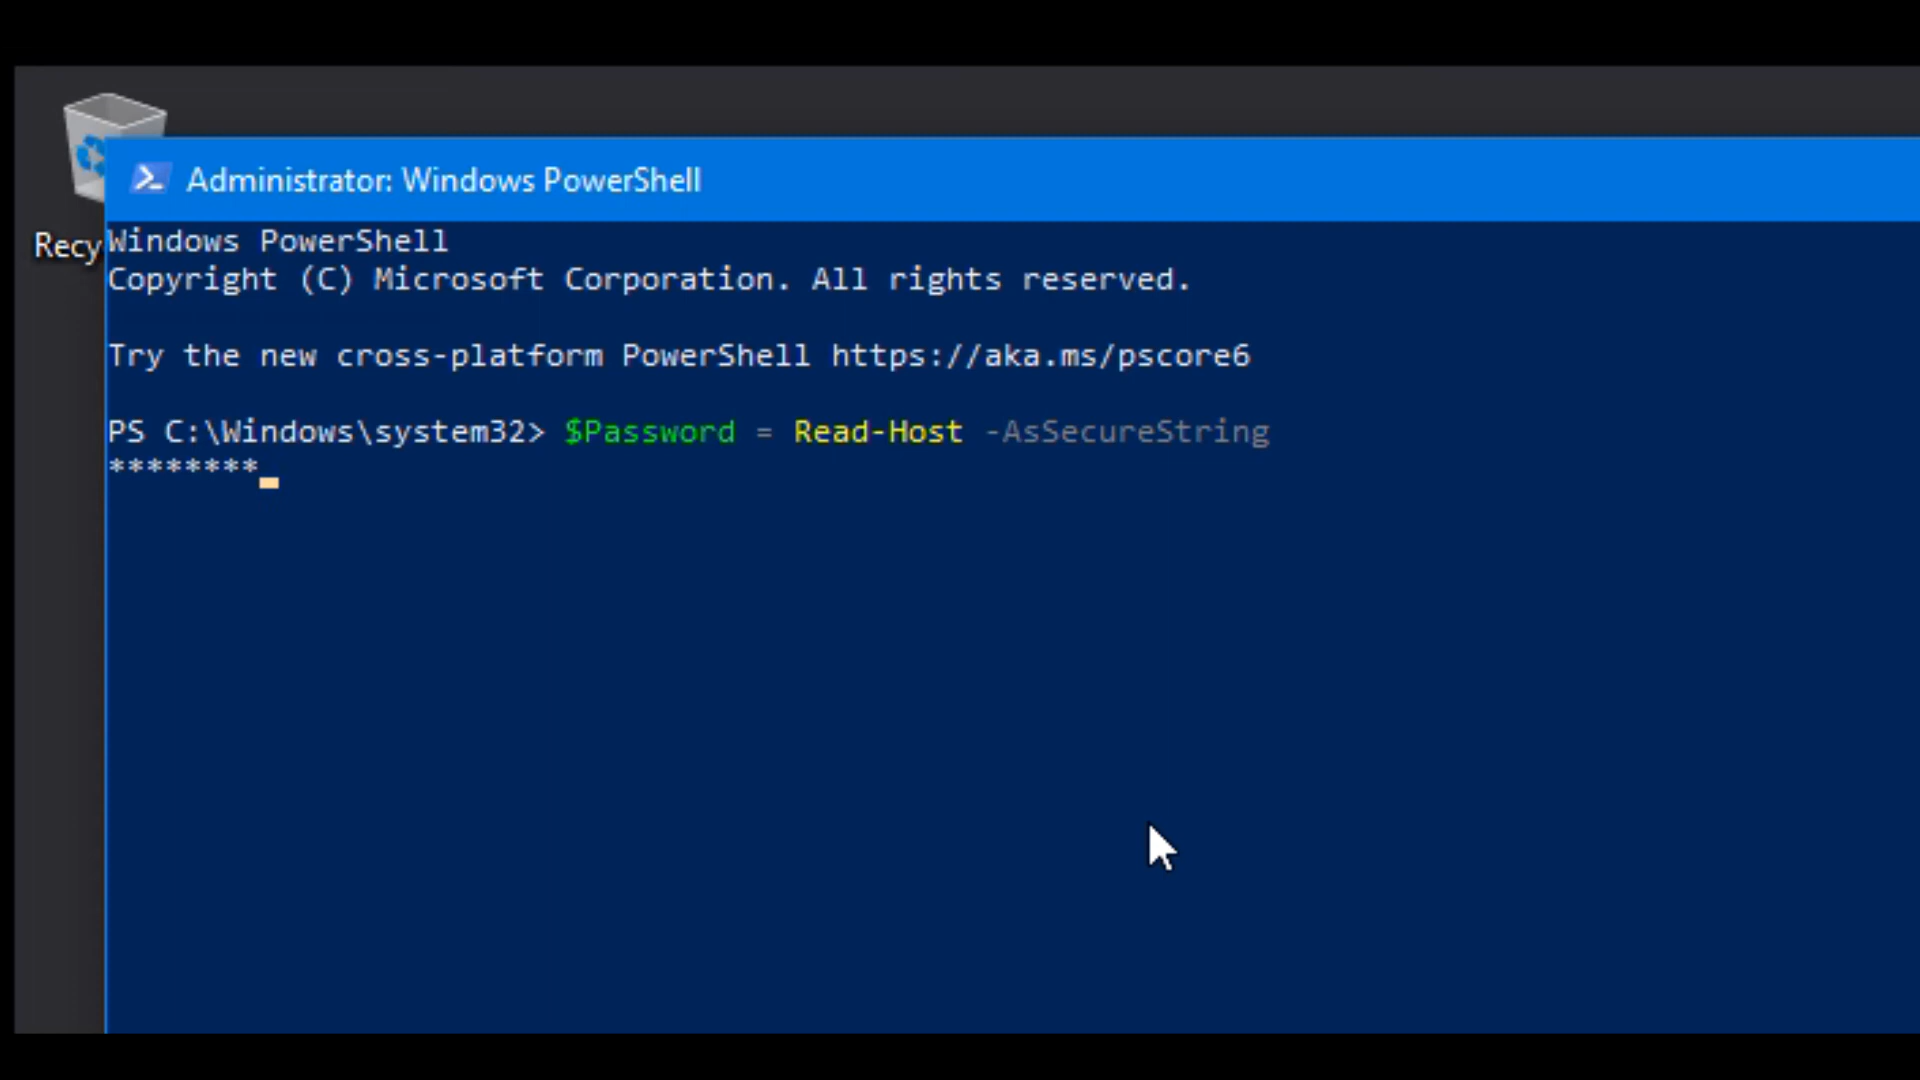 Administrator: Windows PowerShell
Recy
Windows PowerShell
Copyright (C) Microsoft Corporation. All rights reserved.
Try the new cross-platform PowerShell https://aka.ms/pscore6
PS C:\Windows\system32> $Password = Read-Host -AsSecureString
********